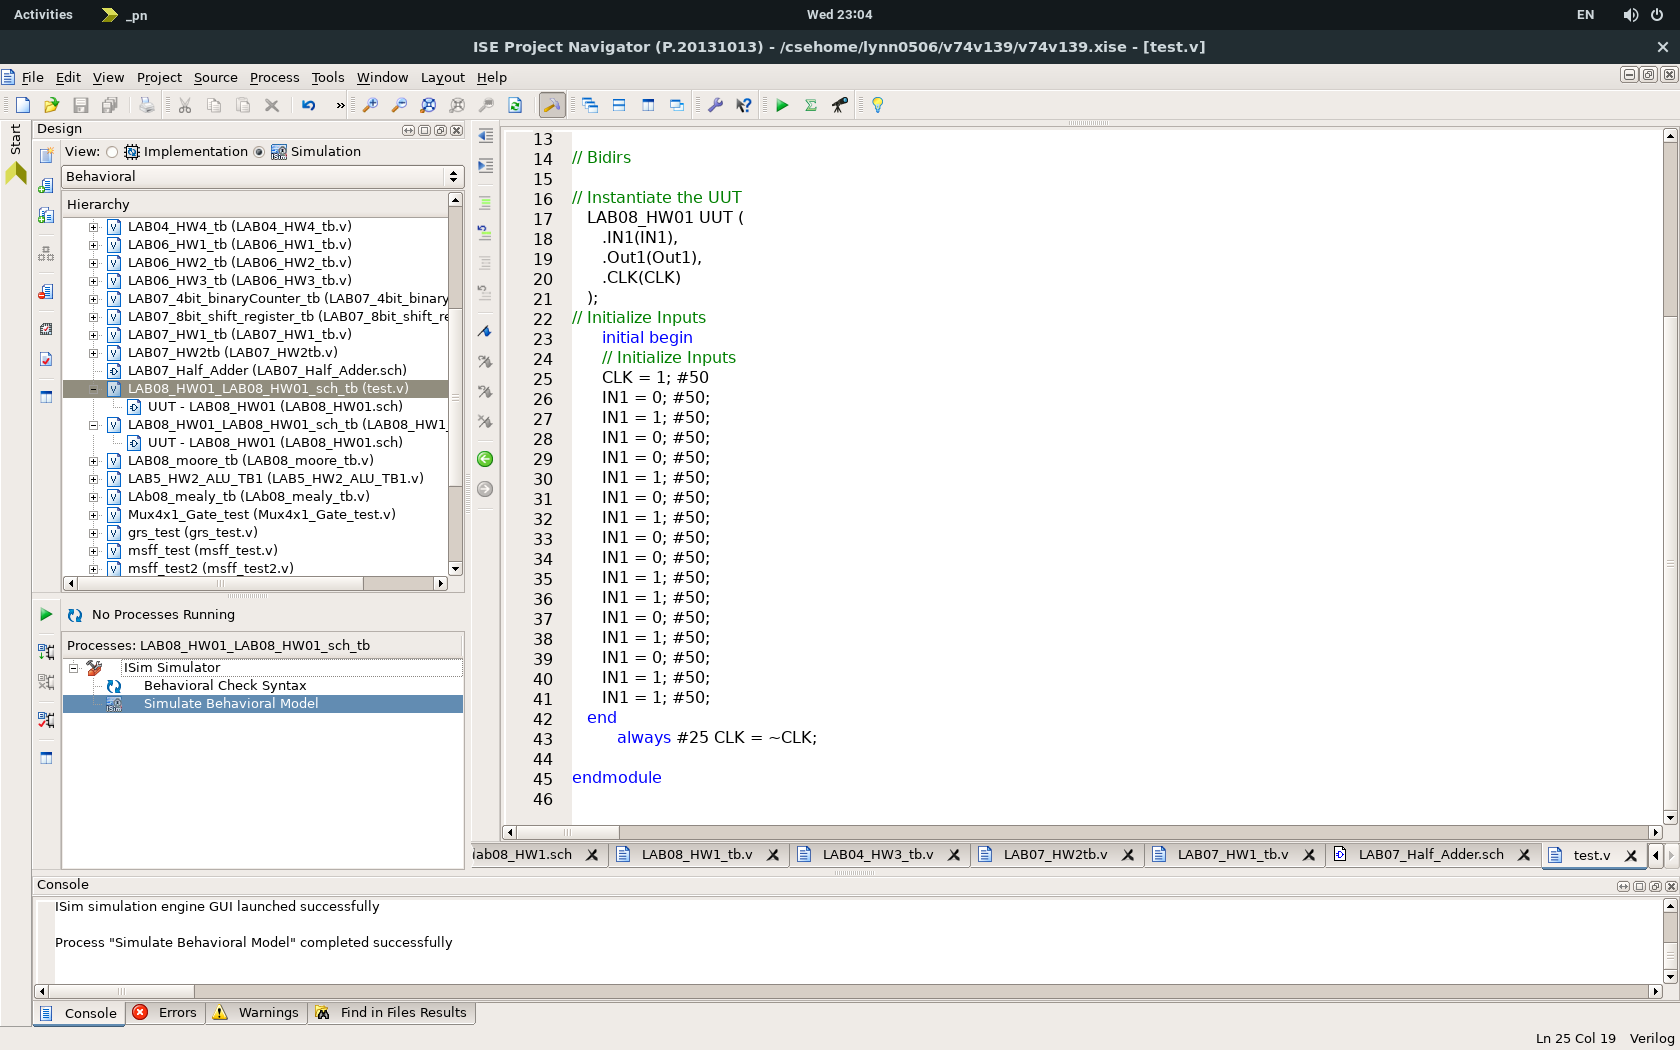 Activities
_pn
Wed 23:04
EN
ISE Project Navigator (P.20131013) - /csehome/lynn0506/v74v139/v74v139.xise - [test.v]
File Edit View Project Source Process Tools Window Layout Help
Start
Design
View: Implementation Simulation
Behavioral
Hierarchy
LAB04_HW4_tb (LAB04_HW4_tb.v)
LAB06_HW1_tb (LAB06_HW1_tb.v)
LAB06_HW2_tb (LAB06_HW2_tb.v)
LAB06_HW3_tb (LAB06_HW3_tb.v)
LAB07_4bit_binaryCounter_tb (LAB07_4bit_binary
LAB07_8bit_shift_register_tb (LAB07_8bit_shift_re
LAB07_HW1_tb (LAB07_HW1_tb.v)
LAB07_HW2tb (LAB07_HW2tb.v)
LAB07_Half_Adder (LAB07_Half_Adder.sch)
LAB08_HW01_LAB08_HW01_sch_tb (test.v)
UUT - LAB08_HW01 (LAB08_HW01.sch)
LAB08_HW01_LAB08_HW01_sch_tb (LAB08_HW1_
UUT - LAB08_HW01 (LAB08_HW01.sch)
LAB08_moore_tb (LAB08_moore_tb.v)
LAB5_HW2_ALU_TB1 (LAB5_HW2_ALU_TB1.v)
LAb08_mealy_tb (LAb08_mealy_tb.v)
Mux4x1_Gate_test (Mux4x1_Gate_test.v)
grs_test (grs_test.v)
msff_test (msff_test.v)
msff_test2 (msff_test2.v)
No Processes Running
Processes: LAB08_HW01_LAB08_HW01_sch_tb
ISim Simulator
Behavioral Check Syntax
Simulate Behavioral Model
13
14 // Bidirs
15
16 // Instantiate the UUT
17 LAB08_HW01 UUT (
18 .IN1(IN1),
19 .Out1(Out1),
20 .CLK(CLK)
21 );
22 // Initialize Inputs
23 initial begin
24 // Initialize Inputs
25 CLK = 1; #50
26 IN1 = 0; #50;
27 IN1 = 1; #50;
28 IN1 = 0; #50;
29 IN1 = 0; #50;
30 IN1 = 1; #50;
31 IN1 = 0; #50;
32 IN1 = 1; #50;
33 IN1 = 0; #50;
34 IN1 = 0; #50;
35 IN1 = 1; #50;
36 IN1 = 1; #50;
37 IN1 = 0; #50;
38 IN1 = 1; #50;
39 IN1 = 0; #50;
40 IN1 = 1; #50;
41 IN1 = 1; #50;
42 end
43 always #25 CLK = ~CLK;
44
45 endmodule
46
lab08_HW1.sch LAB08_HW1_tb.v LAB04_HW3_tb.v LAB07_HW2tb.v LAB07_HW1_tb.v LAB07_Half_Adder.sch test.v
Console
ISim simulation engine GUI launched successfully
Process "Simulate Behavioral Model" completed successfully
Console Errors Warnings Find in Files Results
Ln 25 Col 19 Verilog